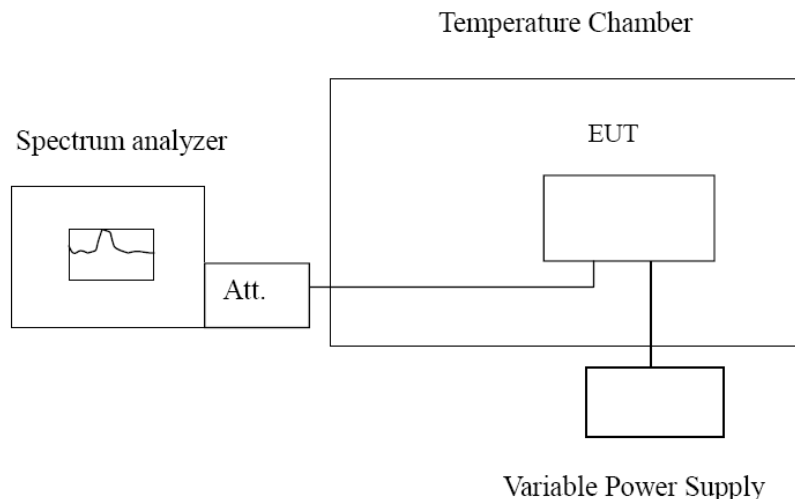 Temperature Chamber
Spectrum analyzer
EUT
Att.
Variable Power Supply